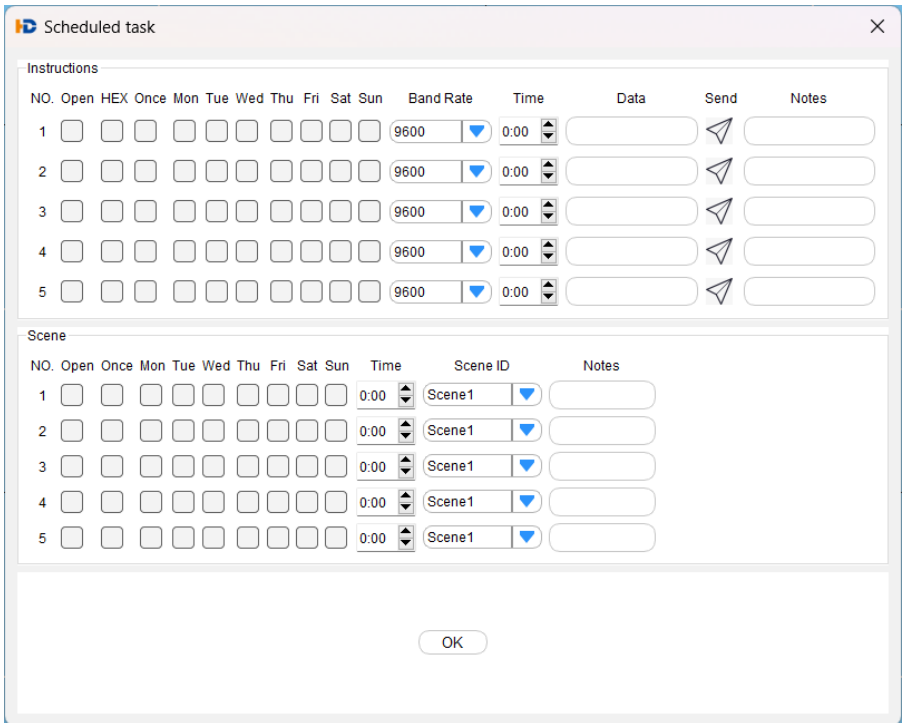 HD Scheduled task
Instructions
NO. Open HEX Once Mon Tue Wed Thu Fri Sat Sun Band Rate Time Data Send Notes
1 9600 0:00
2 9600 0:00
3 9600 0:00
4 9600 0:00
5 9600 0:00
Scene
NO. Open Once Mon Tue Wed Thu Fri Sat Sun Time Scene ID Notes
1 0:00 Scene1
2 0:00 Scene1
3 0:00 Scene1
4 0:00 Scene1
5 0:00 Scene1
OK